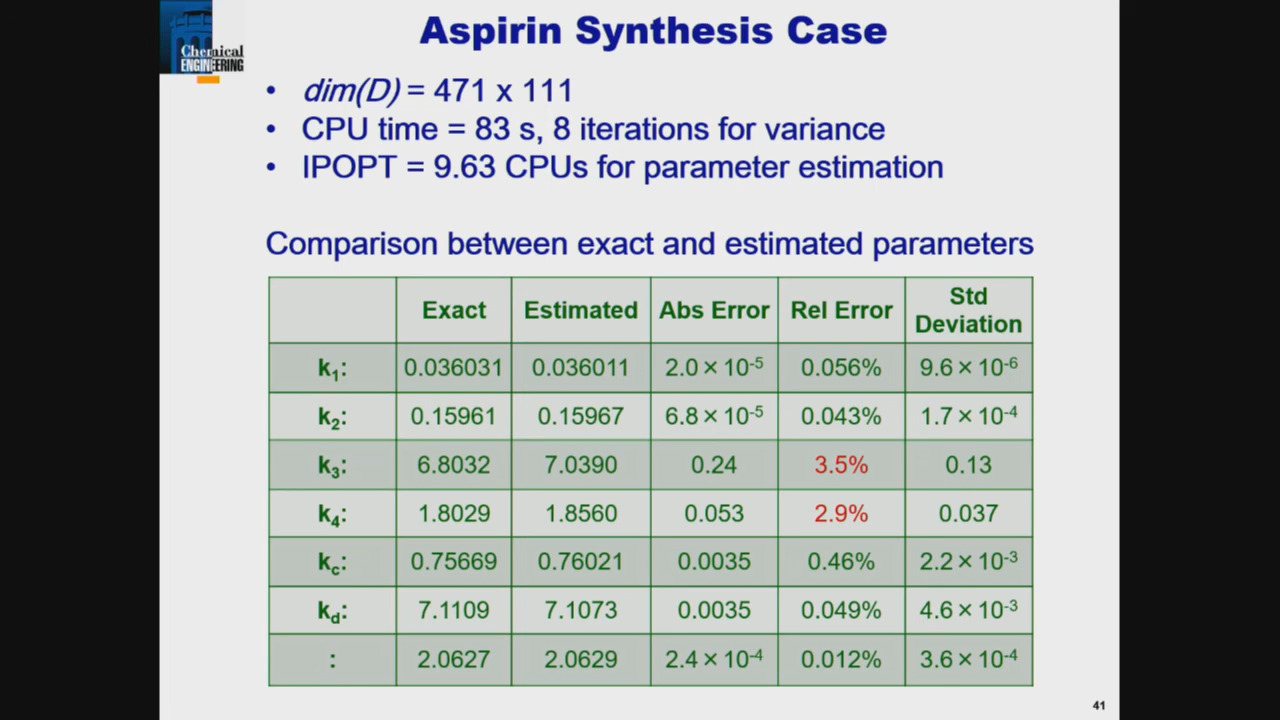 Chemical
ENGINEERING
Aspirin Synthesis Case
• dim(D) = 471 x 111
• CPU time = 83 s, 8 iterations for variance
• IPOPT = 9.63 CPUs for parameter estimation
Comparison between exact and estimated parameters
Exact Estimated Abs Error Rel Error Std Deviation
k₁: 0.036031 0.036011 2.0 × 10⁻⁵ 0.056% 9.6 × 10⁻⁶
k₂: 0.15961 0.15967 6.8 × 10⁻⁵ 0.043% 1.7 × 10⁻⁴
k₃: 6.8032 7.0390 0.24 3.5% 0.13
k₄: 1.8029 1.8560 0.053 2.9% 0.037
k_c: 0.75669 0.76021 0.0035 0.46% 2.2 × 10⁻³
k_d: 7.1109 7.1073 0.0035 0.049% 4.6 × 10⁻³
: 2.0627 2.0629 2.4 × 10⁻⁴ 0.012% 3.6 × 10⁻⁴
41